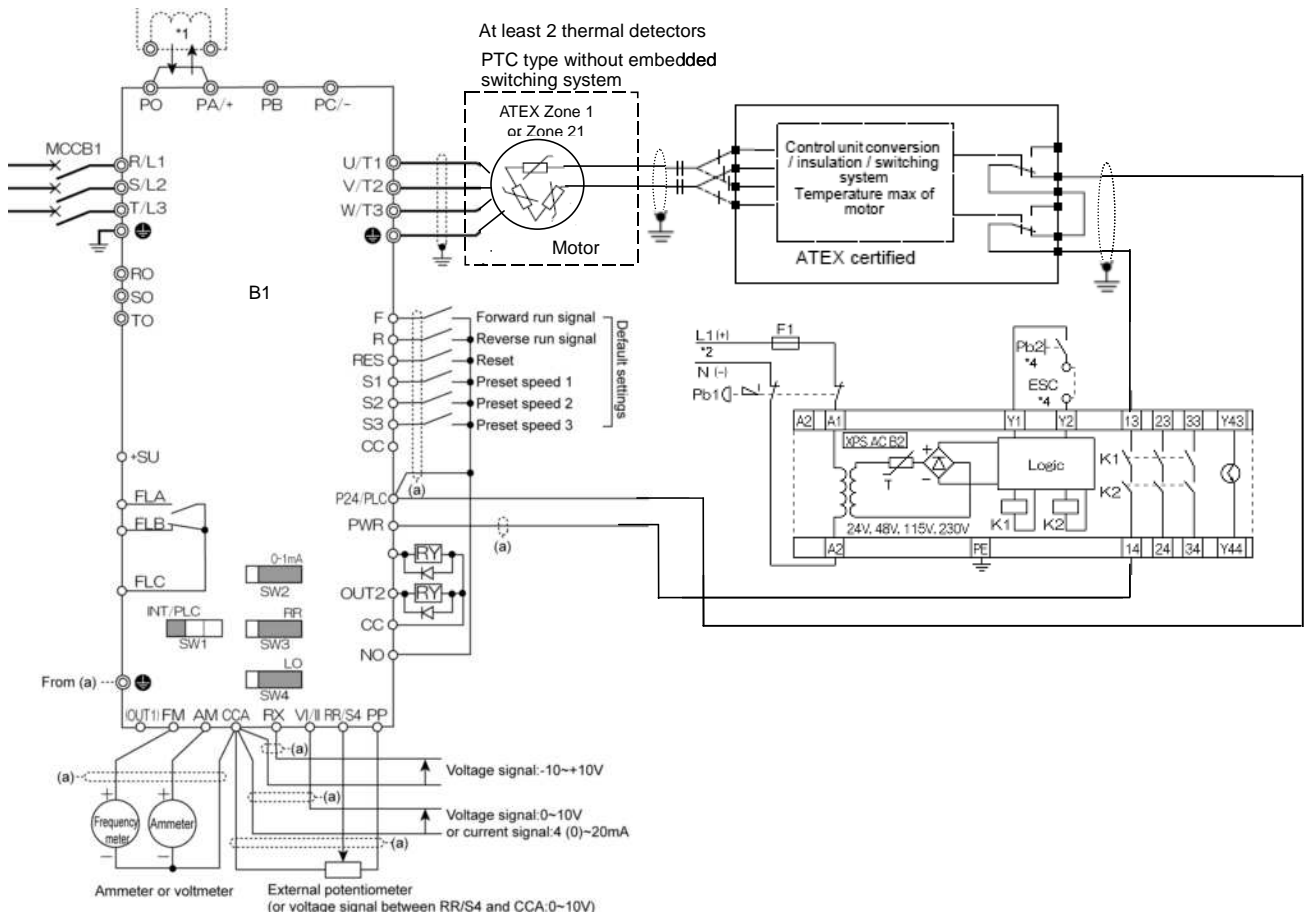 At least 2 thermal detectors
PTC type without embedded
switching system
*1
PO PA/+ PB PC/-
ATEX Zone 1
or Zone 21
MCCB1
R/L1
S/L2
T/L3
U/T1
V/T2
W/T3
Motor
Control unit conversion
/ insulation / switching
system
Temperature max of
motor
ATEX certified
RO
SO
TO
B1
F Forward run signal
R Reverse run signal
RES Reset
S1 Preset speed 1
S2 Preset speed 2
S3 Preset speed 3
CC
Default settings
L1 (+)
*2
F1
N (-)
Pb1
Pb2
*4
ESC
*4
A2 A1 Y1 Y2 13 23 33 Y43
XPS AC B2
+
-
T
Logic
K1
K2
K1 K2
24V, 48V, 115V, 230V
A2 PE 14 24 34 Y44
+SU
FLA
FLB
FLC
P24/PLC
(a)
PWR
(a)
RY
OUT2
RY
CC
NO
0-1mA
SW2
INT/PLC
SW1
RR
SW3
LO
SW4
From (a)
(OUT1) FM AM CCA RX VI/II RR/S4 PP
(a)
Voltage signal:-10~+10V
(a)
(a)
Voltage signal:0~10V
or current signal:4 (0)~20mA
(a)
+
Frequency
meter
-
+
Ammeter
-
Ammeter or voltmeter
External potentiometer
(or voltage signal between RR/S4 and CCA:0~10V)